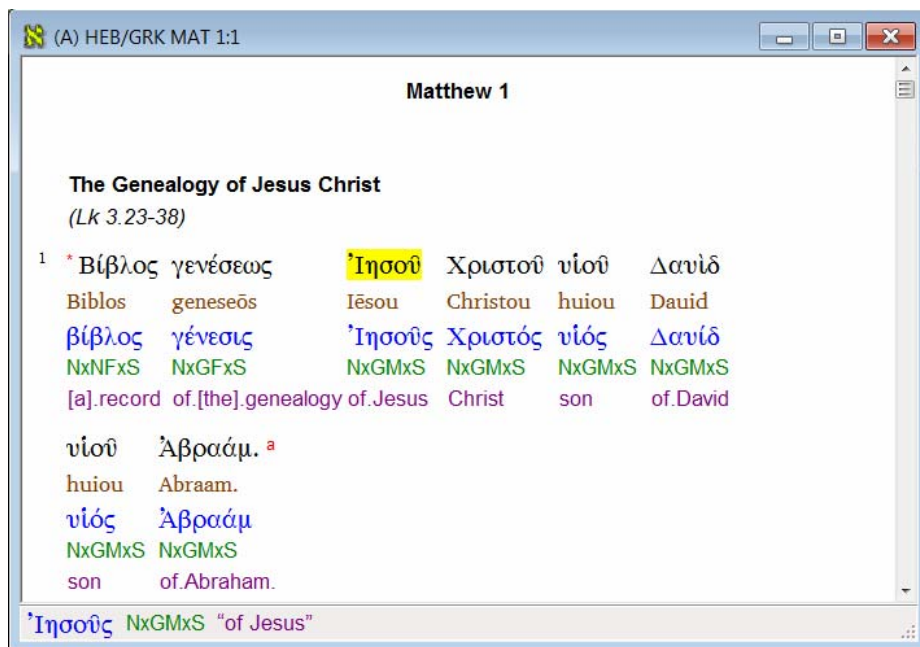 (A) HEB/GRK MAT 1:1
Matthew 1
The Genealogy of Jesus Christ
(Lk 3.23-38)
1 * Βίβλος γενέσεως Ἰησοῦ Χριστοῦ υἱοῦ Δαυὶδ
Biblos geneseōs Iēsou Christou huiou Dauid
βίβλος γένεσις Ἰησοῦς Χριστός υἱός Δαυίδ
NxNFxS NxGFxS NxGMxS NxGMxS NxGMxS NxGMxS
[a].record of.[the].genealogy of.Jesus Christ son of.David
υἱοῦ Ἀβραάμ. a
huiou Abraam.
υἱός Ἀβραάμ
NxGMxS NxGMxS
son of.Abraham.
Ἰησοῦς NxGMxS “of Jesus”